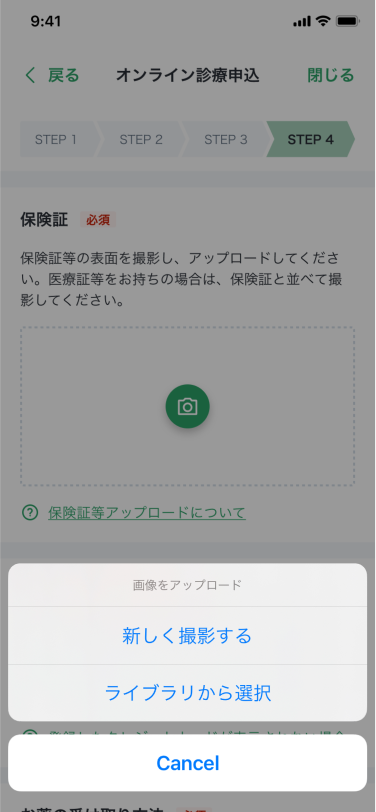 9:41
戻る オンライン診療申込 閉じる
STEP 1 STEP 2 STEP 3 STEP 4
保険証 必須
保険証等の表面を撮影し、アップロードしてくださ
い。医療証等をお持ちの場合は、保険証と並べて撮
影してください。
保険証等アップロードについて
画像をアップロード
新しく撮影する
ライブラリから選択
Cancel